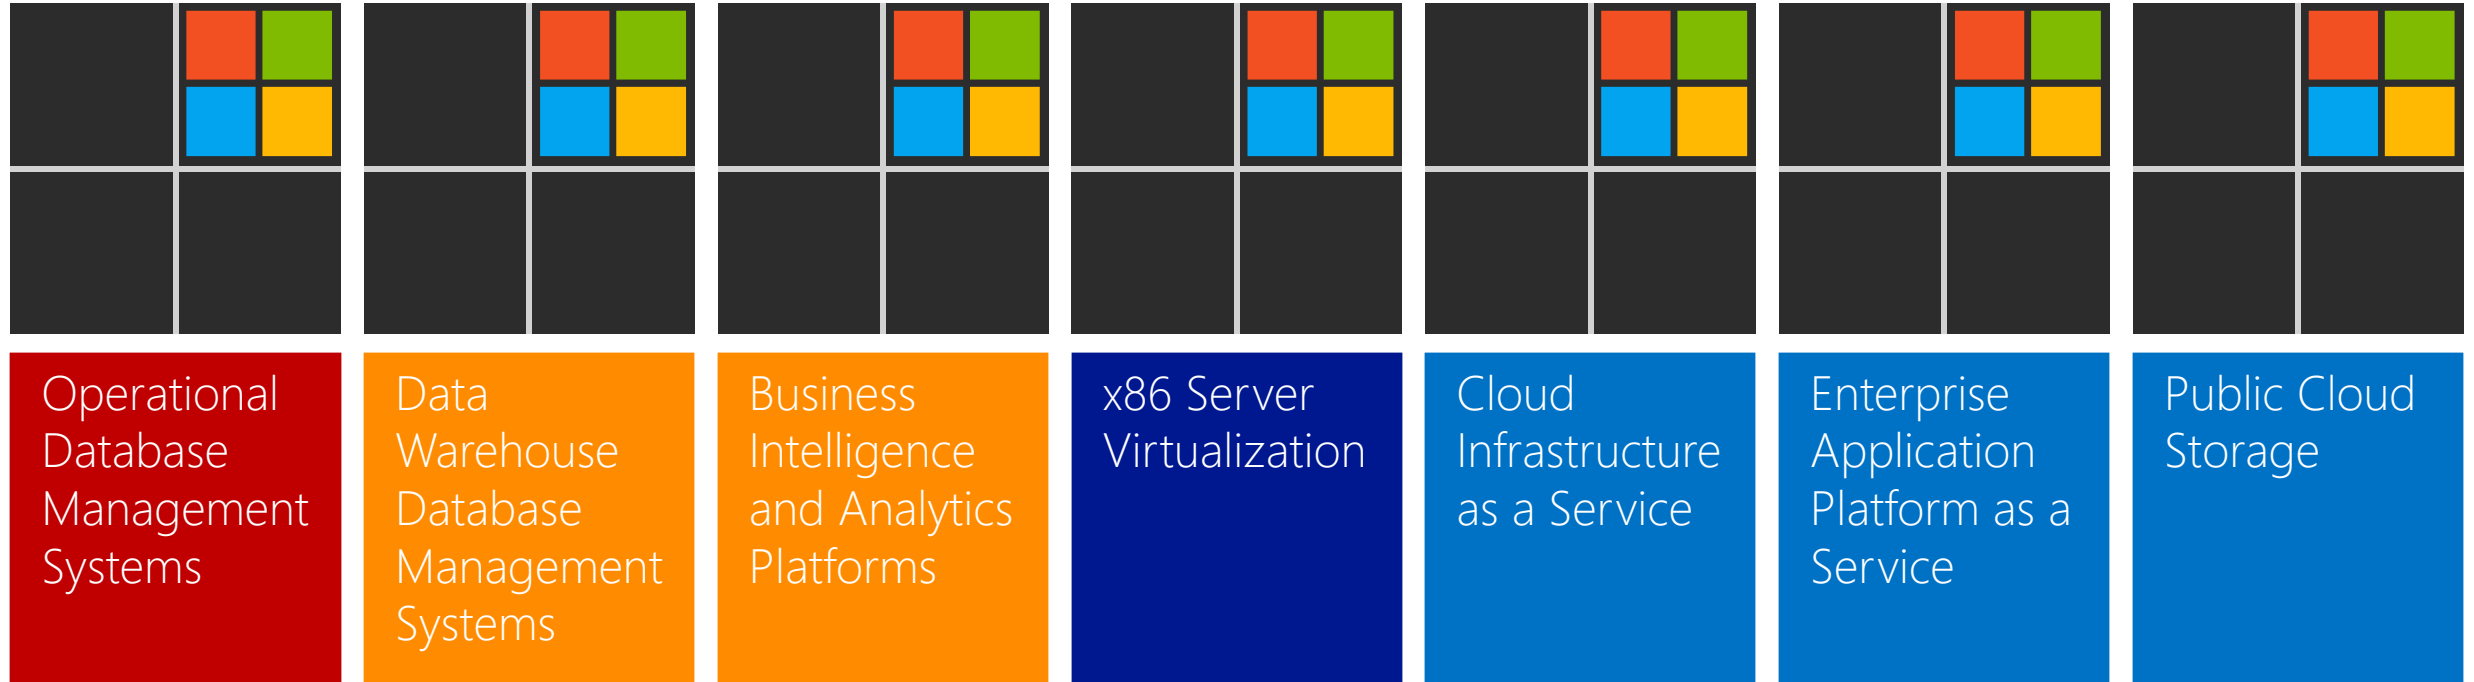 Operational
Database
Management
Systems
Data
Warehouse
Database
Management
Systems
Business
Intelligence
and Analytics
Platforms
x86 Server
Virtualization
Cloud
Infrastructure
as a Service
Enterprise
Application
Platform as a
Service
Public Cloud
Storage